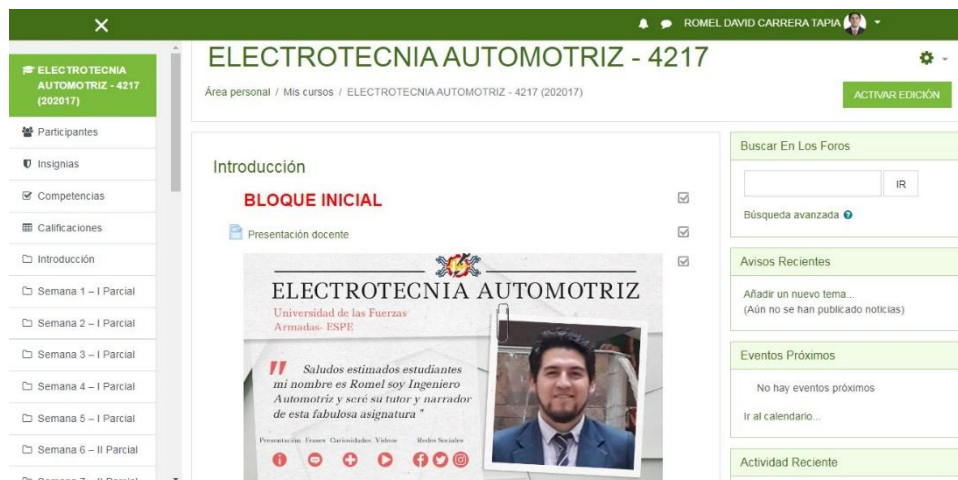 ROMEL DAVID CARRERA TAPIA
ELECTROTECNIA
AUTOMOTRIZ - 4217
(202017)
Participantes
Insignias
Competencias
Calificaciones
Introducción
Semana 1 – I Parcial
Semana 2 – I Parcial
Semana 3 – I Parcial
Semana 4 – I Parcial
Semana 5 – I Parcial
Semana 6 – II Parcial
ELECTROTECNIA AUTOMOTRIZ - 4217
Área personal / Mis cursos / ELECTROTECNIA AUTOMOTRIZ - 4217 (202017)
ACTIVAR EDICIÓN
Introducción
BLOQUE INICIAL
Presentación docente
ELECTROTECNIA AUTOMOTRIZ
Universidad de las Fuerzas
Armadas- ESPE
" Saludos estimados estudiantes
mi nombre es Romel soy Ingeniero
Automotriz y seré su tutor y narrador
de esta fabulosa asignatura "
Presentación Frases Curiosidades Videos Redes Sociales
Buscar En Los Foros
IR
Búsqueda avanzada
Avisos Recientes
Añadir un nuevo tema...
(Aún no se han publicado noticias)
Eventos Próximos
No hay eventos próximos
Ir al calendario...
Actividad Reciente